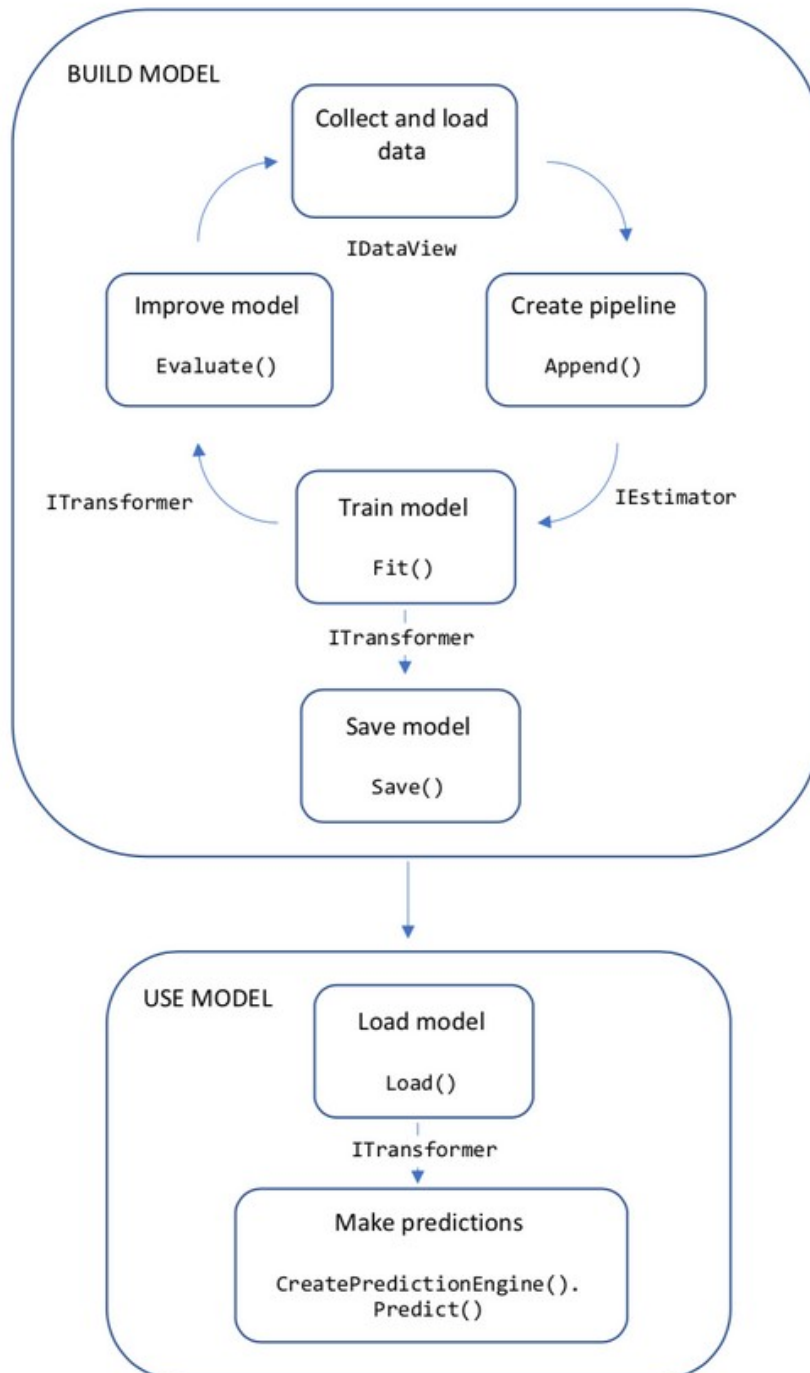 BUILD MODEL
Collect and load
data
IDataView
Improve model
Evaluate()
Create pipeline
Append()
ITransformer
IEstimator
Train model
Fit()
ITransformer
Save model
Save()
USE MODEL
Load model
Load()
ITransformer
Make predictions
CreatePredictionEngine().
Predict()